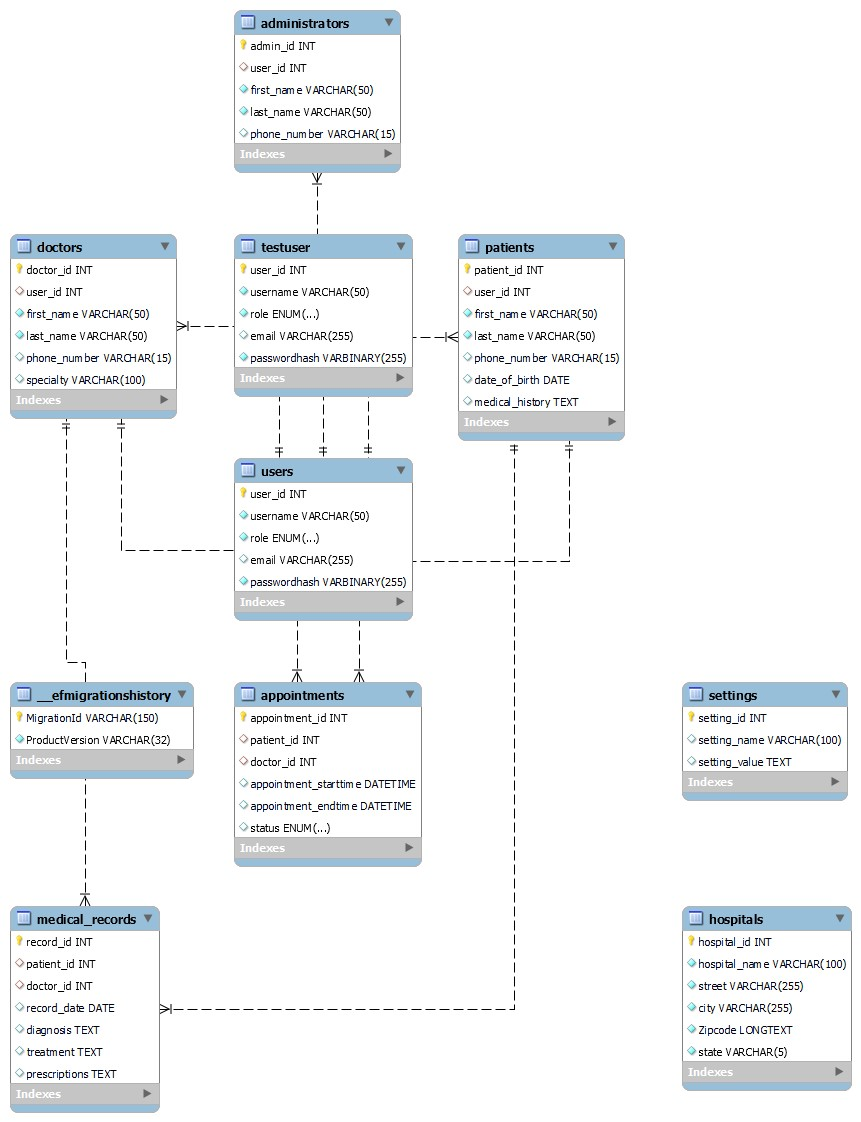 administrators
admin_id INT
user_id INT
first_name VARCHAR(50)
last_name VARCHAR(50)
phone_number VARCHAR(15)
Indexes
doctors
doctor_id INT
user_id INT
first_name VARCHAR(50)
last_name VARCHAR(50)
phone_number VARCHAR(15)
specialty VARCHAR(100)
Indexes
testuser
user_id INT
username VARCHAR(50)
role ENUM(...)
email VARCHAR(255)
passwordhash VARBINARY(255)
Indexes
patients
patient_id INT
user_id INT
first_name VARCHAR(50)
last_name VARCHAR(50)
phone_number VARCHAR(15)
date_of_birth DATE
medical_history TEXT
Indexes
users
user_id INT
username VARCHAR(50)
role ENUM(...)
email VARCHAR(255)
passwordhash VARBINARY(255)
Indexes
__efmigrationshistory
MigrationId VARCHAR(150)
ProductVersion VARCHAR(32)
Indexes
appointments
appointment_id INT
patient_id INT
doctor_id INT
appointment_starttime DATETIME
appointment_endtime DATETIME
status ENUM(...)
Indexes
settings
setting_id INT
setting_name VARCHAR(100)
setting_value TEXT
Indexes
medical_records
record_id INT
patient_id INT
doctor_id INT
record_date DATE
diagnosis TEXT
treatment TEXT
prescriptions TEXT
Indexes
hospitals
hospital_id INT
hospital_name VARCHAR(100)
street VARCHAR(255)
city VARCHAR(255)
Zipcode LONGTEXT
state VARCHAR(5)
Indexes